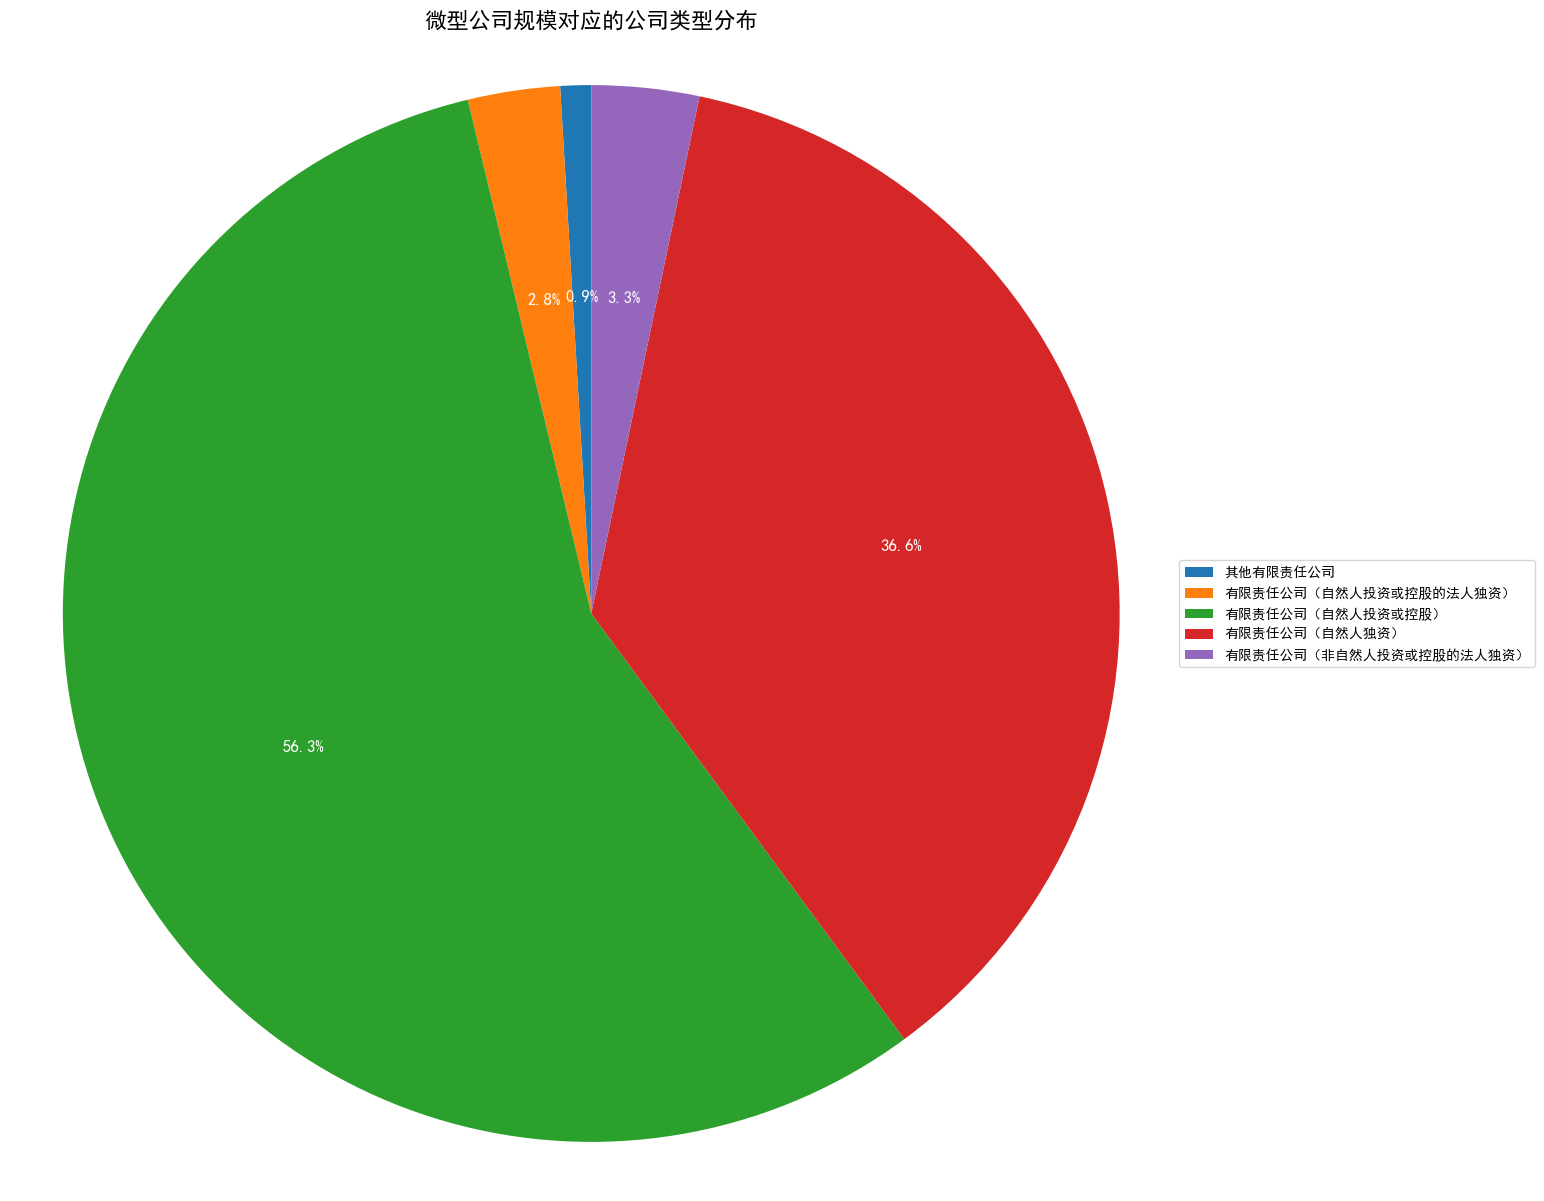 微型公司规模对应的公司类型分布
2.8%
0.9%
3.3%
36.6%
56.3%
其他有限责任公司
有限责任公司（自然人投资或控股的法人独资）
有限责任公司（自然人投资或控股）
有限责任公司（自然人独资）
有限责任公司（非自然人投资或控股的法人独资）